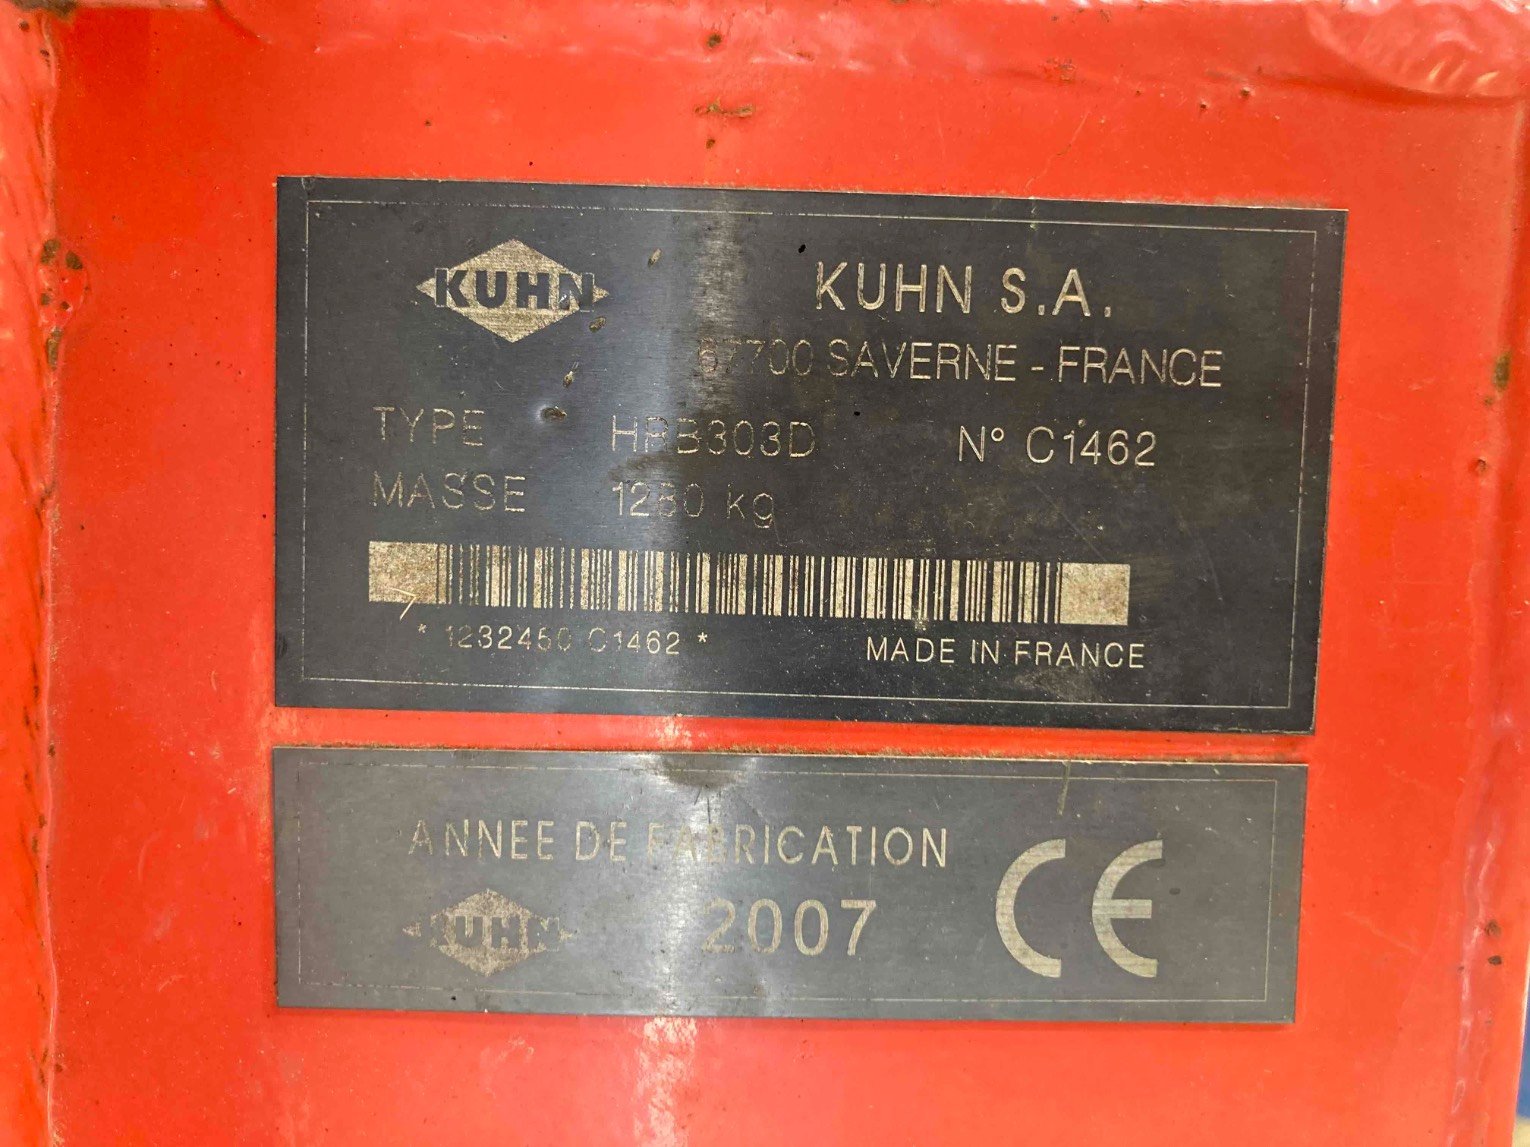 KUHN
KUHN S.A.
67700 SAVERNE - FRANCE
TYPE HRB303D N° C1462
MASSE kg
* 1232450 C1462 * MADE IN FRANCE
ANNEE DE FABRICATION
KUHN 2007 CE